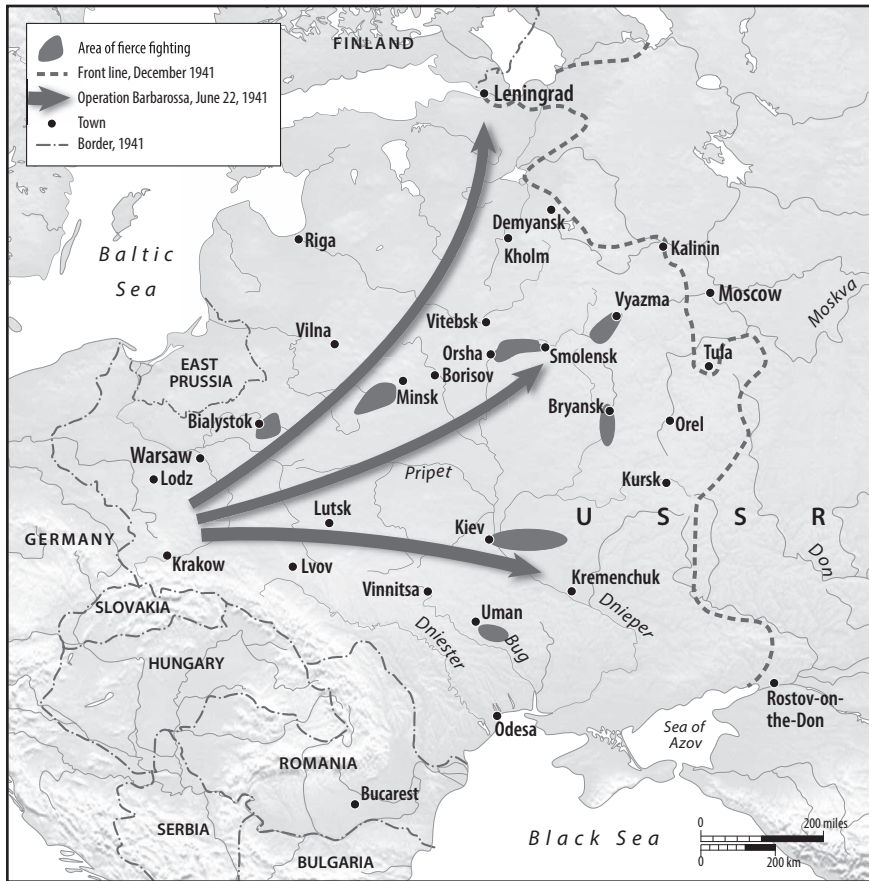 Area of fierce fighting
Front line, December 1941
Operation Barbarossa, June 22, 1941
Town
Border, 1941
FINLAND
Leningrad
Baltic
Sea
Riga
Demyansk
Kholm
Kalinin
Moscow
Moskva
Vyazma
Vitebsk
Vilna
Orsha
Smolensk
Borisov
Tufa
EAST
PRUSSIA
Minsk
Bialystok
Bryansk
Orel
Warsaw
Lodz
Pripet
Kursk
Lutsk
Kiev
U S S R
GERMANY
Krakow
Lvov
Don
Vinnitsa
Kremenchuk
SLOVAKIA
Dnieper
Uman
Dniester
Bug
HUNGARY
Rostov-on-
the-Don
Odesa
Sea of
Azov
ROMANIA
Bucarest
SERBIA
Black Sea
BULGARIA
0 200 miles
0 200 km